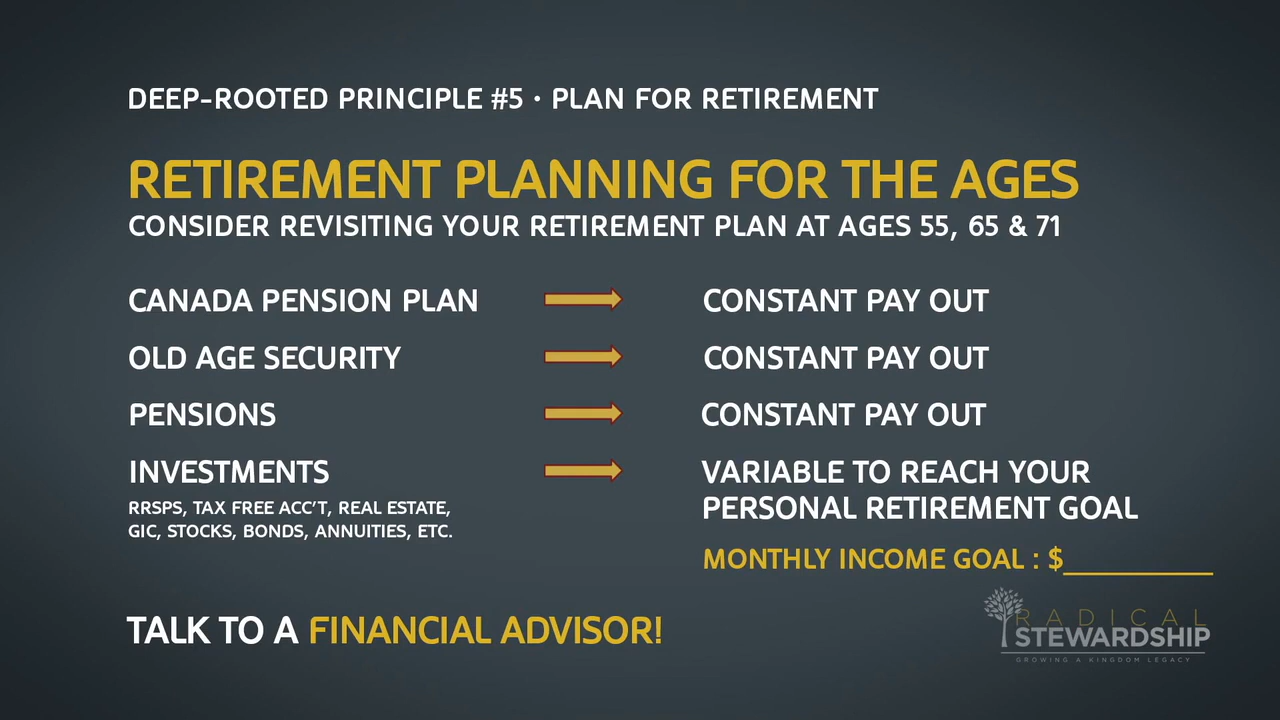 DEEP-ROOTED PRINCIPLE #5 • PLAN FOR RETIREMENT
RETIREMENT PLANNING FOR THE AGES
CONSIDER REVISITING YOUR RETIREMENT PLAN AT AGES 55, 65 & 71
CANADA PENSION PLAN
CONSTANT PAY OUT
OLD AGE SECURITY
CONSTANT PAY OUT
PENSIONS
CONSTANT PAY OUT
INVESTMENTS
RRSPS, TAX FREE ACC'T, REAL ESTATE,
GIC, STOCKS, BONDS, ANNUITIES, ETC.
VARIABLE TO REACH YOUR
PERSONAL RETIREMENT GOAL
MONTHLY INCOME GOAL : $__________
TALK TO A FINANCIAL ADVISOR!
RADICAL
STEWARDSHIP
GROWING A KINGDOM LEGACY